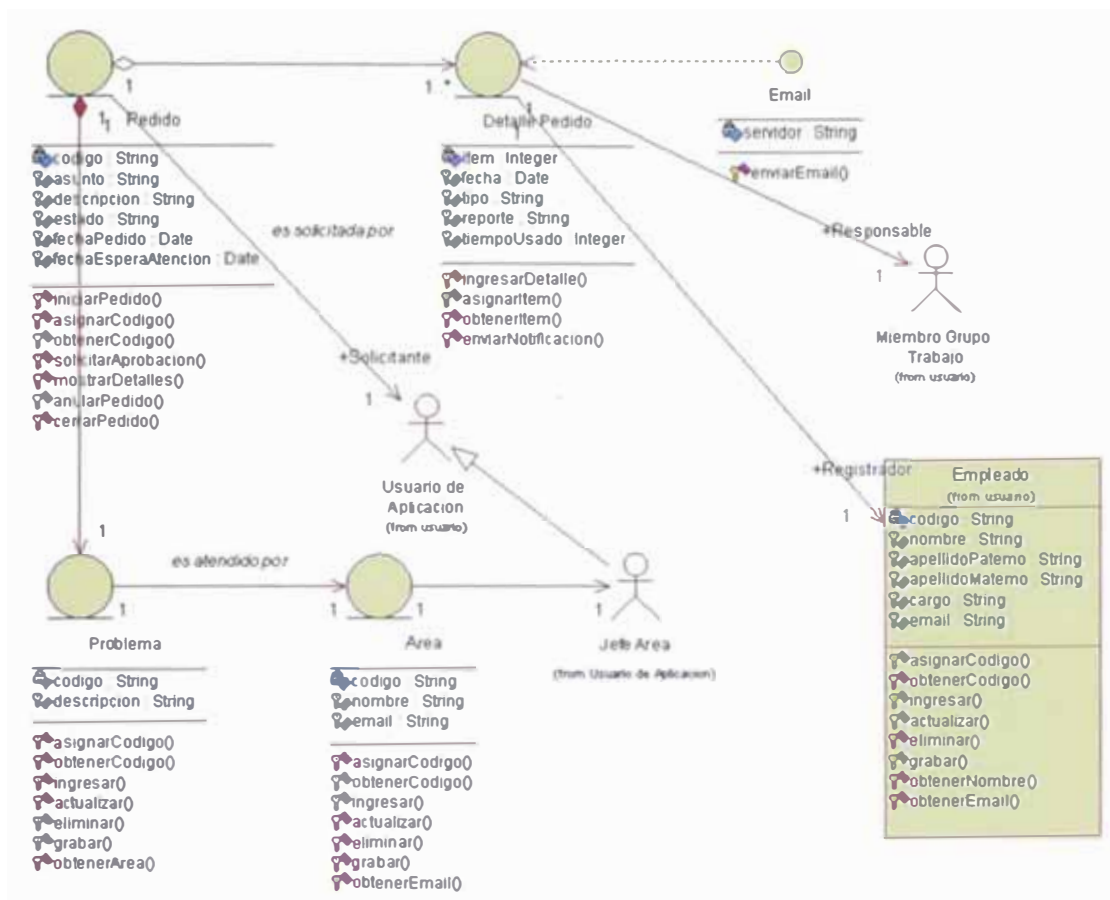 Pedido
1
1
1
1..*
codigo : String
asunto : String
descripcion : String
estado : String
fechaPedido : Date
fechaEsperaAtencion : Date
iniciarPedido()
asignarCodigo()
obtenerCodigo()
solicitarAprobacion()
mostrarDetalles()
anularPedido()
cerrarPedido()
Detalle Pedido
1
1
item : Integer
fecha : Date
tipo : String
reporte : String
tiempoUsado : Integer
ingresarDetalle()
asignarItem()
obtenerItem()
enviarNotificacion()
Email
servidor : String
enviarEmail()
es solicitada por
+Responsable
1
Miembro Grupo
Trabajo
(from usuario)
+Solicitante
1
Usuario de
Aplicacion
(from usuario)
+Registrador
1
Empleado
(from usuario)
codigo : String
nombre : String
apellidoPaterno : String
apellidoMaterno : String
cargo : String
email : String
asignarCodigo()
obtenerCodigo()
ingresar()
actualizar()
eliminar()
grabar()
obtenerNombre()
obtenerEmail()
1
es atendido por
1
1
1
1
Problema
codigo : String
descripcion : String
asignarCodigo()
obtenerCodigo()
ingresar()
actualizar()
eliminar()
grabar()
obtenerArea()
Area
codigo : String
nombre : String
email : String
asignarCodigo()
obtenerCodigo()
ingresar()
actualizar()
eliminar()
grabar()
obtenerEmail()
Jefe Area
(from Usuario de Aplicacion)